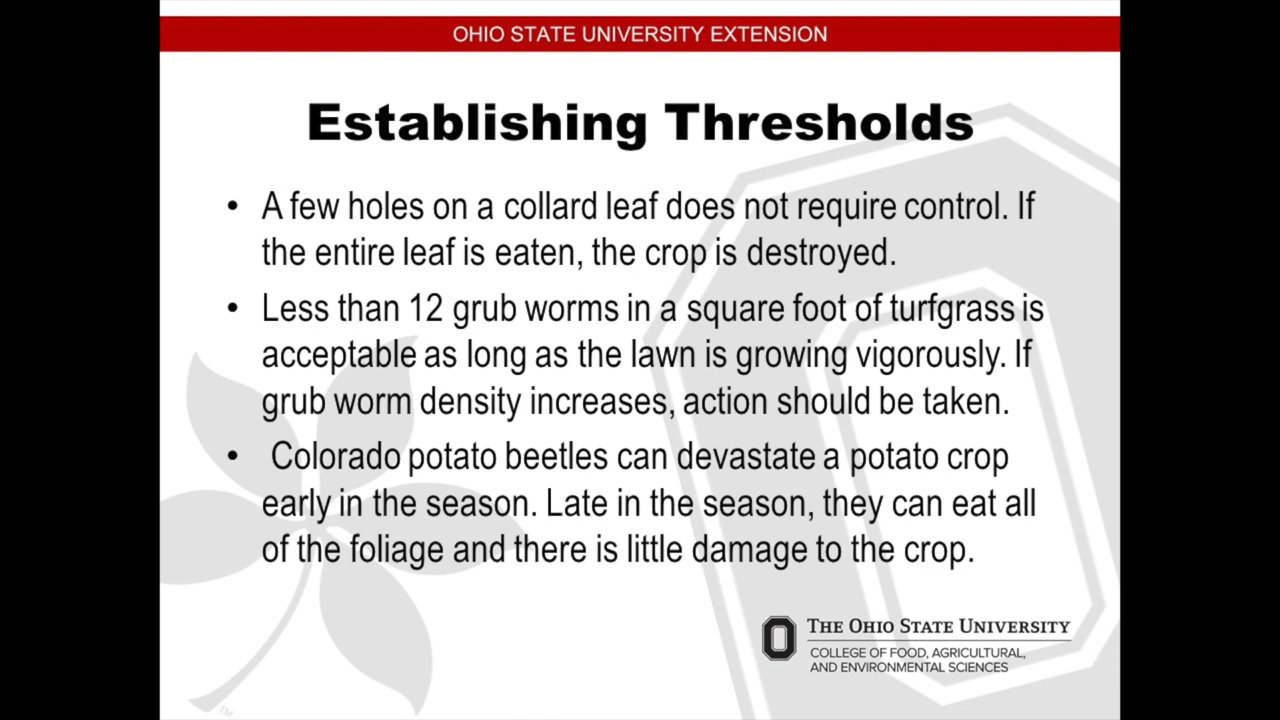 OHIO STATE UNIVERSITY EXTENSION
Establishing Thresholds
• A few holes on a collard leaf does not require control. If
the entire leaf is eaten, the crop is destroyed.
• Less than 12 grub worms in a square foot of turfgrass is
acceptable as long as the lawn is growing vigorously. If
grub worm density increases, action should be taken.
• Colorado potato beetles can devastate a potato crop
early in the season. Late in the season, they can eat all
of the foliage and there is little damage to the crop.
THE OHIO STATE UNIVERSITY
COLLEGE OF FOOD, AGRICULTURAL,
AND ENVIRONMENTAL SCIENCES
TM